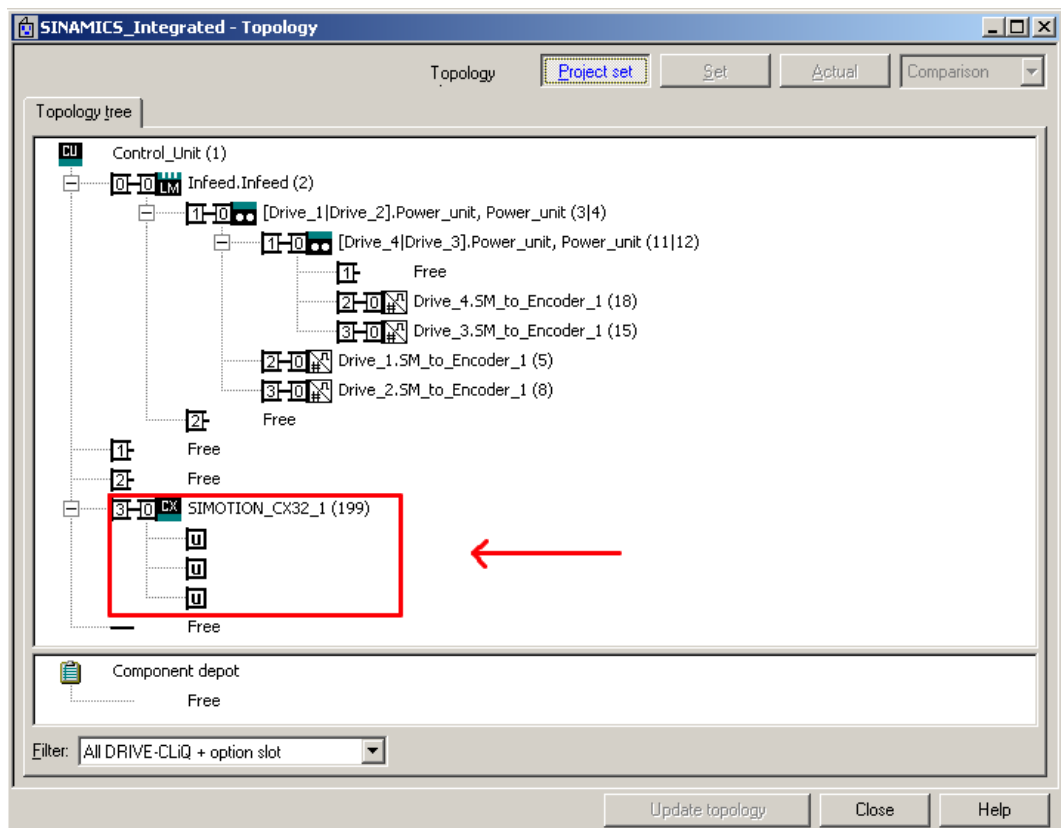 SINAMICS_Integrated - Topology
Topology Project set Set Actual Comparison
Topology tree
CU Control_Unit (1)
0 0 LM Infeed.Infeed (2)
1 0 [Drive_1|Drive_2].Power_unit, Power_unit (3|4)
1 0 [Drive_4|Drive_3].Power_unit, Power_unit (11|12)
1 Free
2 0 # Drive_4.SM_to_Encoder_1 (18)
3 0 # Drive_3.SM_to_Encoder_1 (15)
2 0 # Drive_1.SM_to_Encoder_1 (5)
3 0 # Drive_2.SM_to_Encoder_1 (8)
2 Free
1 Free
2 Free
3 0 CX SIMOTION_CX32_1 (199)
u
u
u
Free
Component depot
Free
Filter: All DRIVE-CLiQ + option slot
Update topology Close Help